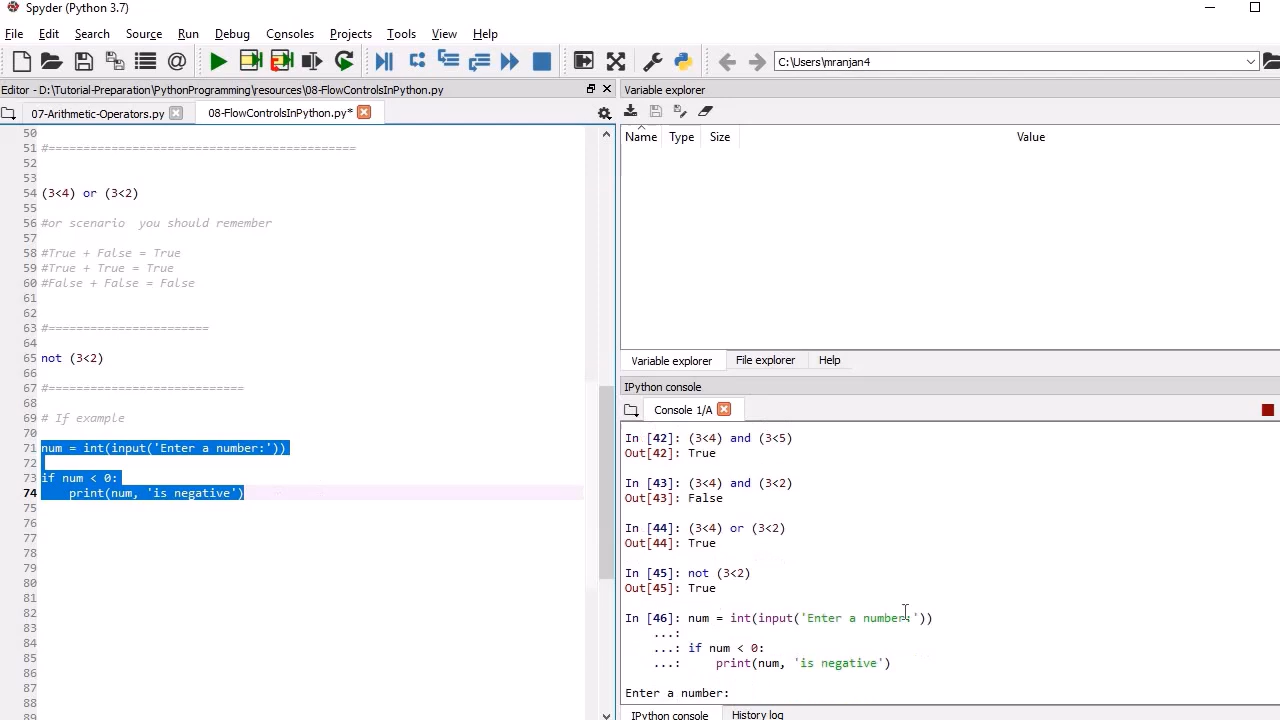 Spyder (Python 3.7)
File Edit Search Source Run Debug Consoles Projects Tools View Help
C:\Users\mranjan4
Editor - D:\Tutorial-Preparation\PythonProgramming\resources\08-FlowControlsInPython.py
07-Arithmetic-Operators.py
08-FlowControlsInPython.py*
50
51 #============================================
52
53
54 (3<4) or (3<2)
55
56 #or scenario  you should remember
57
58 #True + False = True
59 #True + True = True
60 #False + False = False
61
62
63 #=======================
64
65 not (3<2)
66
67 #============================
68
69 # If example
70
71 num = int(input('Enter a number:'))
72
73 if num < 0:
74     print(num, 'is negative')
75
76
77
78
79
80
81
82
83
84
85
86
87
88
89
Variable explorer
Name Type Size Value
Variable explorer File explorer Help
IPython console
Console 1/A
In [42]: (3<4) and (3<5)
Out[42]: True
In [43]: (3<4) and (3<2)
Out[43]: False
In [44]: (3<4) or (3<2)
Out[44]: True
In [45]: not (3<2)
Out[45]: True
In [46]: num = int(input('Enter a number:'))
...:
...: if num < 0:
...:     print(num, 'is negative')
Enter a number:
IPython console History log